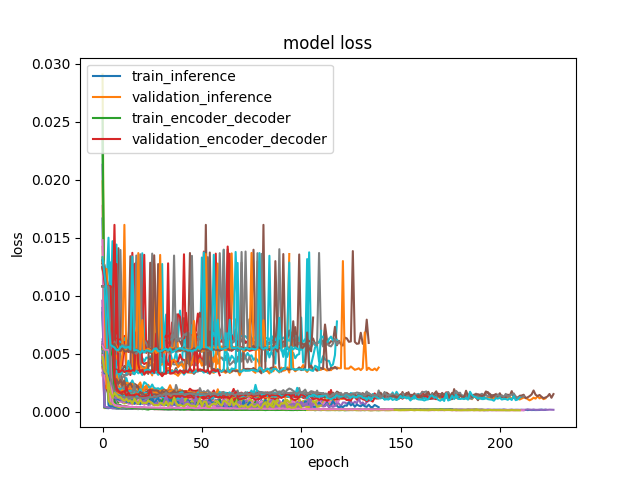 model loss
train_inference
validation_inference
train_encoder_decoder
validation_encoder_decoder
0.030
0.025
0.020
0.015
0.010
0.005
0.000
loss
0 50 100 150 200
epoch